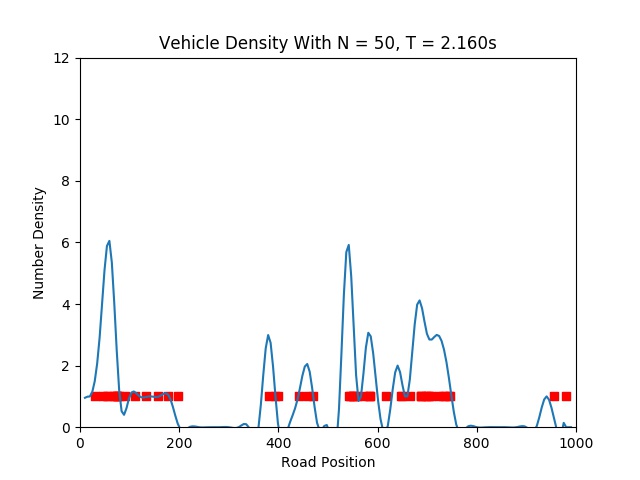 Vehicle Density With N = 50, T = 2.160s
12
10
8
6
4
2
0
Number Density
0 200 400 600 800 1000
Road Position